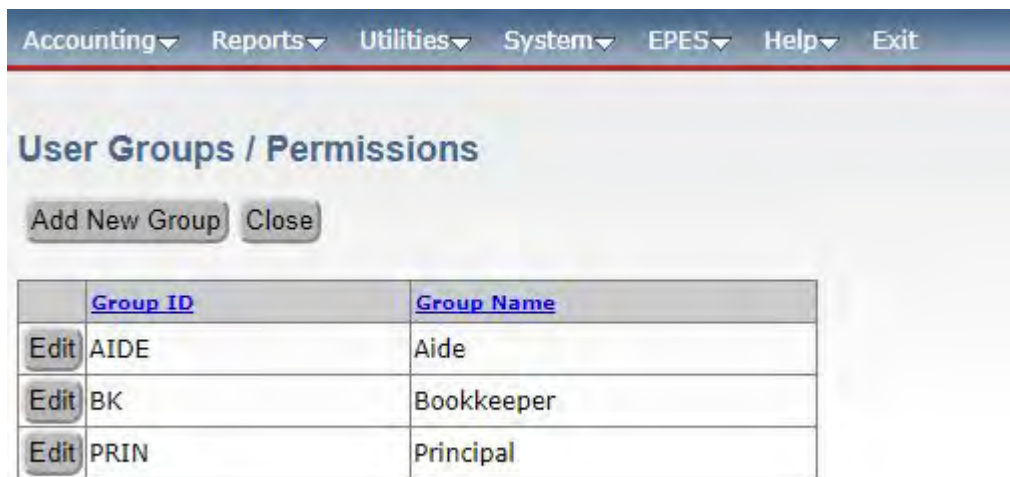 Accounting Reports Utilities System EPES Help Exit
User Groups / Permissions
Add New Group Close
Group ID Group Name
Edit AIDE Aide
Edit BK Bookkeeper
Edit PRIN Principal